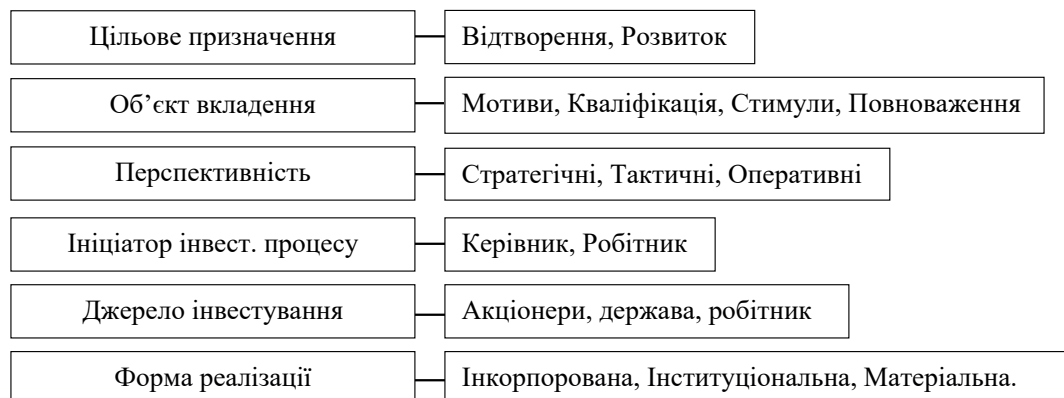 Цільове призначення
Відтворення, Розвиток
Об’єкт вкладення
Мотиви, Кваліфікація, Стимули, Повноваження
Перспективність
Стратегічні, Тактичні, Оперативні
Ініціатор інвест. процесу
Керівник, Робітник
Джерело інвестування
Акціонери, держава, робітник
Форма реалізації
Інкорпорована, Інституціональна, Матеріальна.